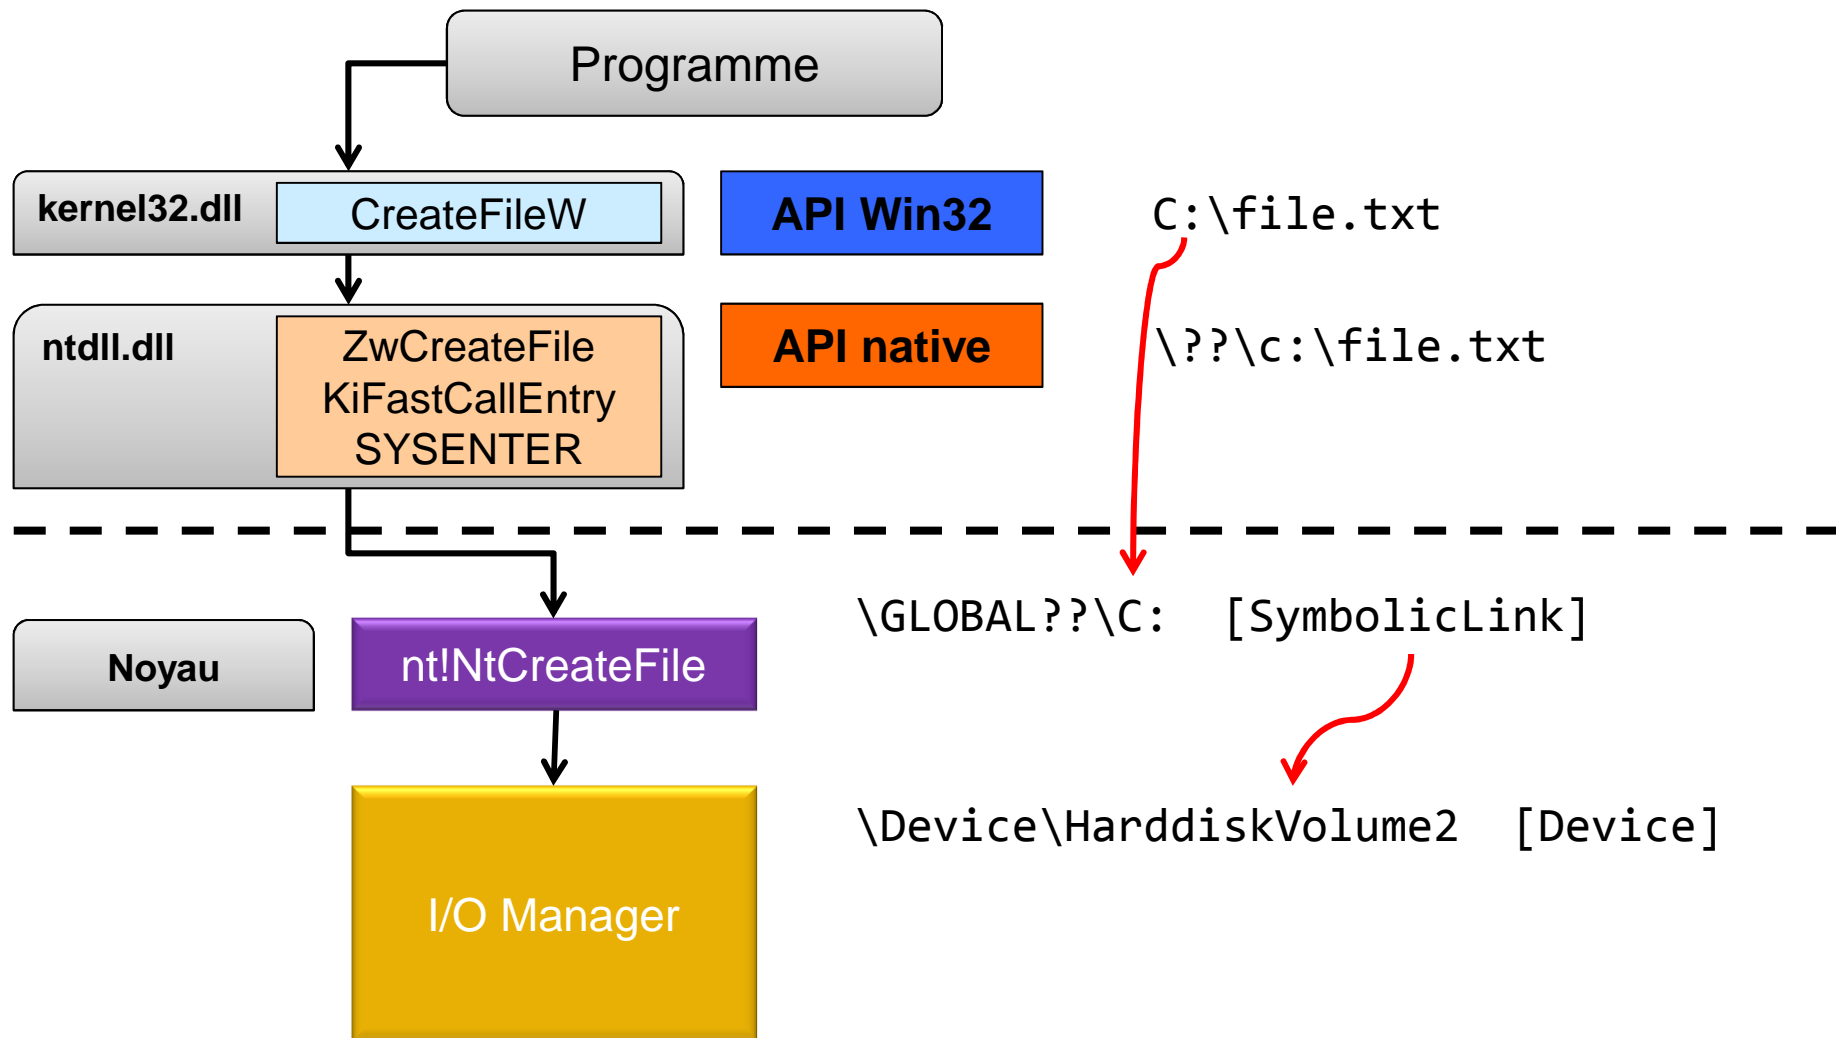 Programme
kernel32.dll
CreateFileW
API Win32
C:\file.txt
ntdll.dll
ZwCreateFile
KiFastCallEntry
SYSENTER
API native
\??\c:\file.txt
\GLOBAL??\C:  [SymbolicLink]
Noyau
nt!NtCreateFile
\Device\HarddiskVolume2  [Device]
I/O Manager